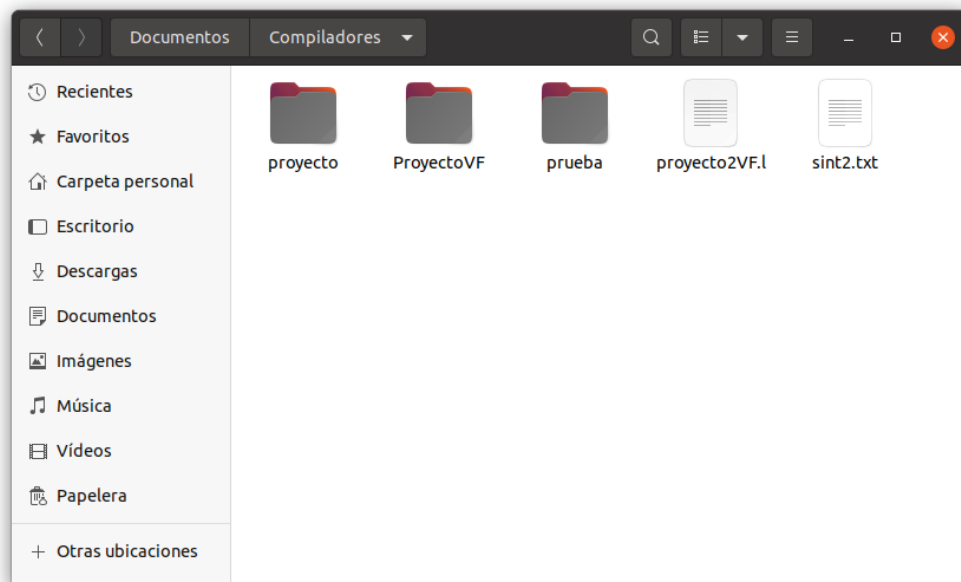 Documentos Compiladores
Recientes
Favoritos
Carpeta personal
Escritorio
Descargas
Documentos
Imágenes
Música
Vídeos
Papelera
Otras ubicaciones
proyecto ProyectoVF prueba proyecto2VF.l sint2.txt